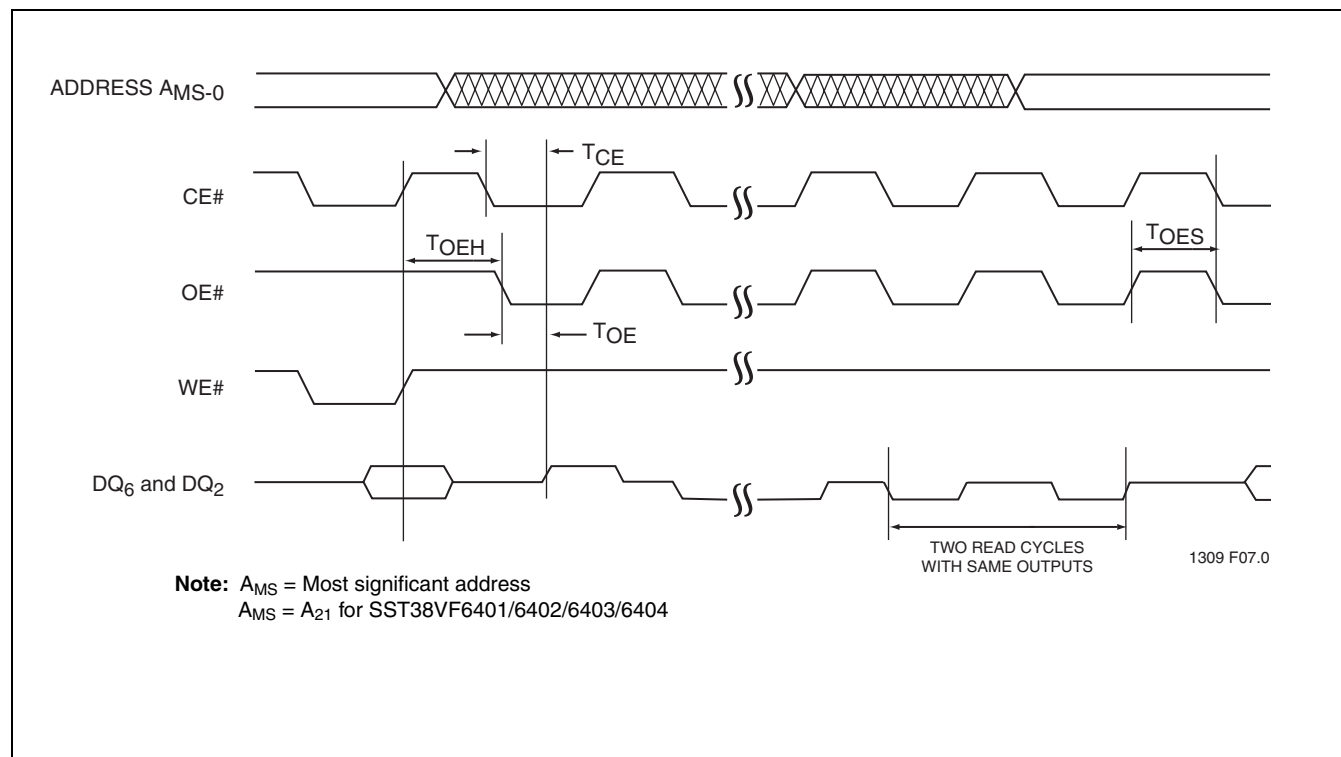 ADDRESS AMS-0
TCE
CE#
TOEH
TOES
OE#
TOE
WE#
DQ6 and DQ2
TWO READ CYCLES
WITH SAME OUTPUTS
1309 F07.0
Note: AMS = Most significant address
AMS = A21 for SST38VF6401/6402/6403/6404